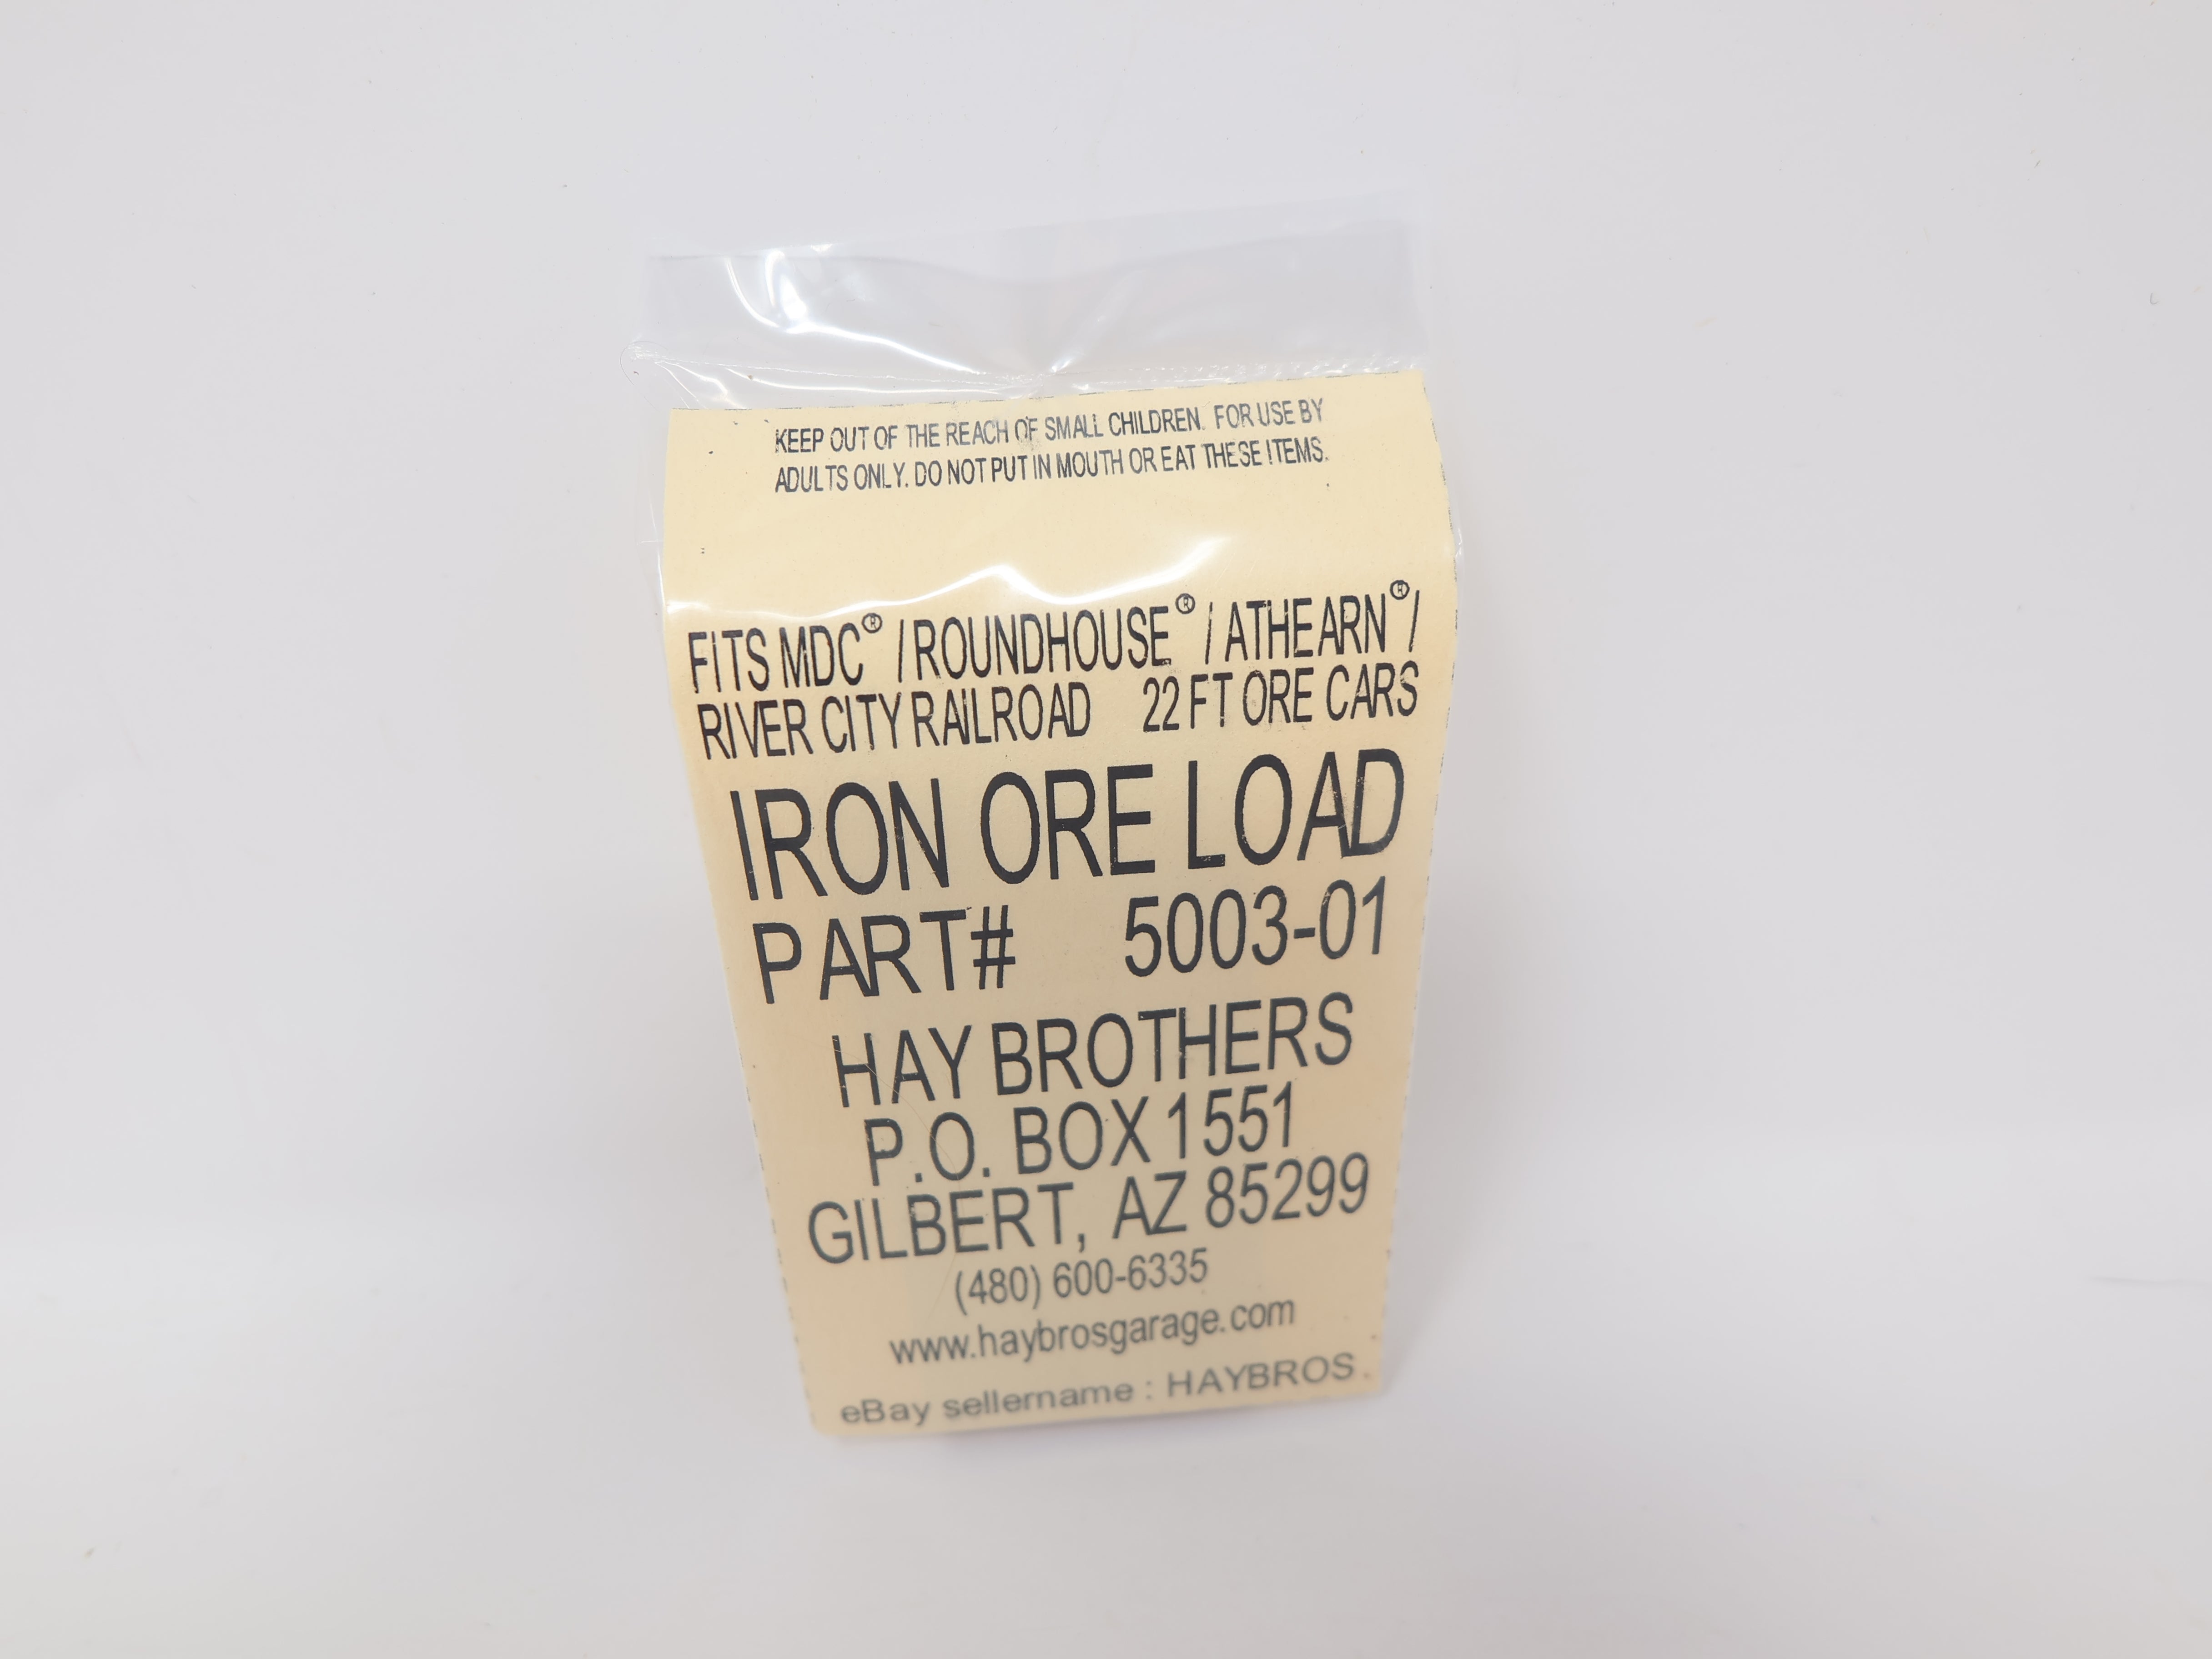 KEEP OUT OF THE REACH OF SMALL CHILDREN. FOR USE BY
ADULTS ONLY. DO NOT PUT IN MOUTH OR EAT THESE ITEMS.
FITS MDC® / ROUNDHOUSE® / ATHEARN® /
RIVER CITY RAILROAD 22 FT ORE CARS
IRON ORE LOAD
PART# 5003-01
HAY BROTHERS
P.O. BOX 1551
GILBERT, AZ 85299
(480) 600-6335
www.haybrosgarage.com
eBay sellername : HAYBROS.